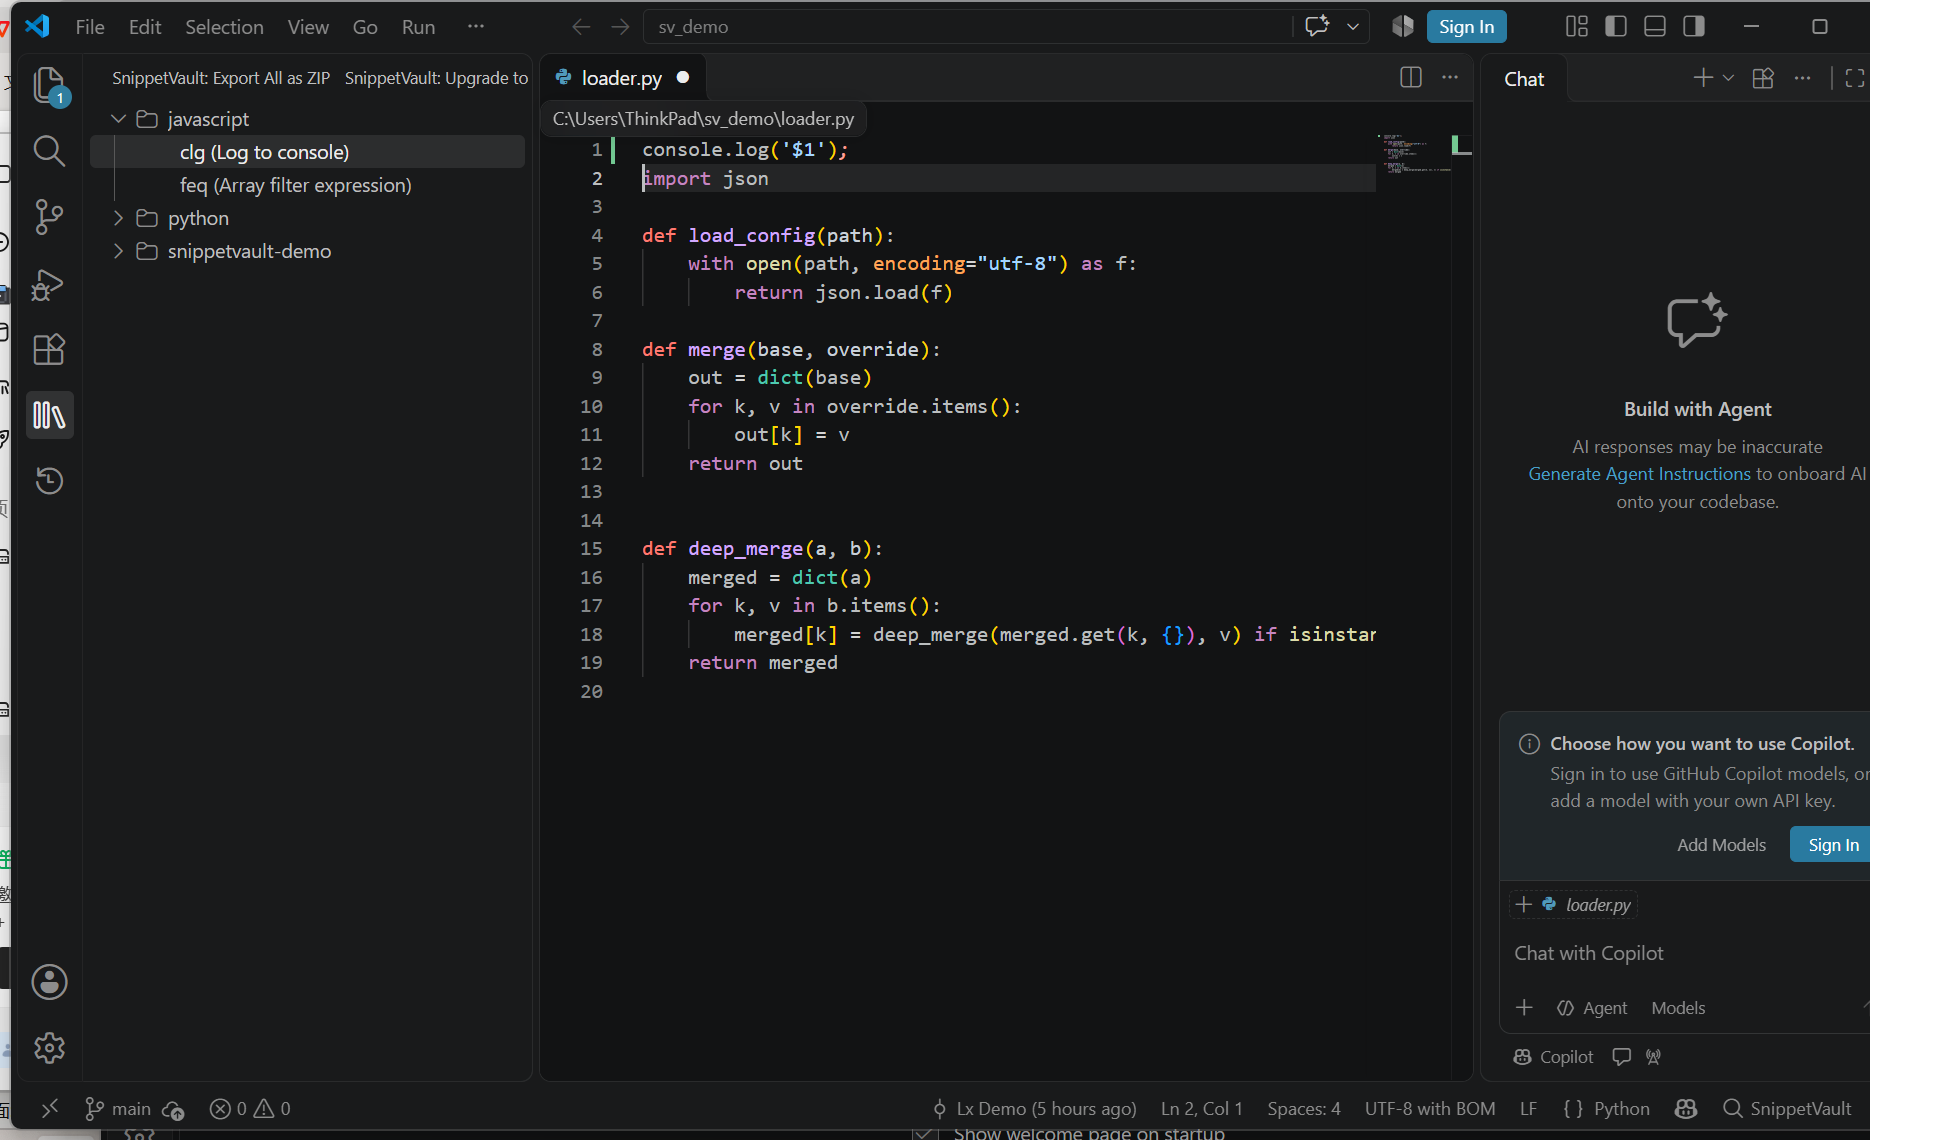 File Edit Selection View Go Run ···
sv_demo
Sign In
SnippetVault: Export All as ZIP SnippetVault: Upgrade to
javascript
clg (Log to console)
feq (Array filter expression)
python
snippetvault-demo
1
loader.py
C:\Users\ThinkPad\sv_demo\loader.py
1 console.log('$1');
2 import json
3
4 def load_config(path):
5 with open(path, encoding="utf-8") as f:
6 return json.load(f)
7
8 def merge(base, override):
9 out = dict(base)
10 for k, v in override.items():
11 out[k] = v
12 return out
13
14
15 def deep_merge(a, b):
16 merged = dict(a)
17 for k, v in b.items():
18 merged[k] = deep_merge(merged.get(k, {}), v) if isinstan
19 return merged
20
Chat
Build with Agent
AI responses may be inaccurate
Generate Agent Instructions to onboard AI
onto your codebase.
Choose how you want to use Copilot.
Sign in to use GitHub Copilot models, or
add a model with your own API key.
Add Models Sign In
loader.py
Chat with Copilot
Agent Models
Copilot
main 0 0 Lx Demo (5 hours ago) Ln 2, Col 1 Spaces: 4 UTF-8 with BOM LF { } Python SnippetVault
Show welcome page on startup